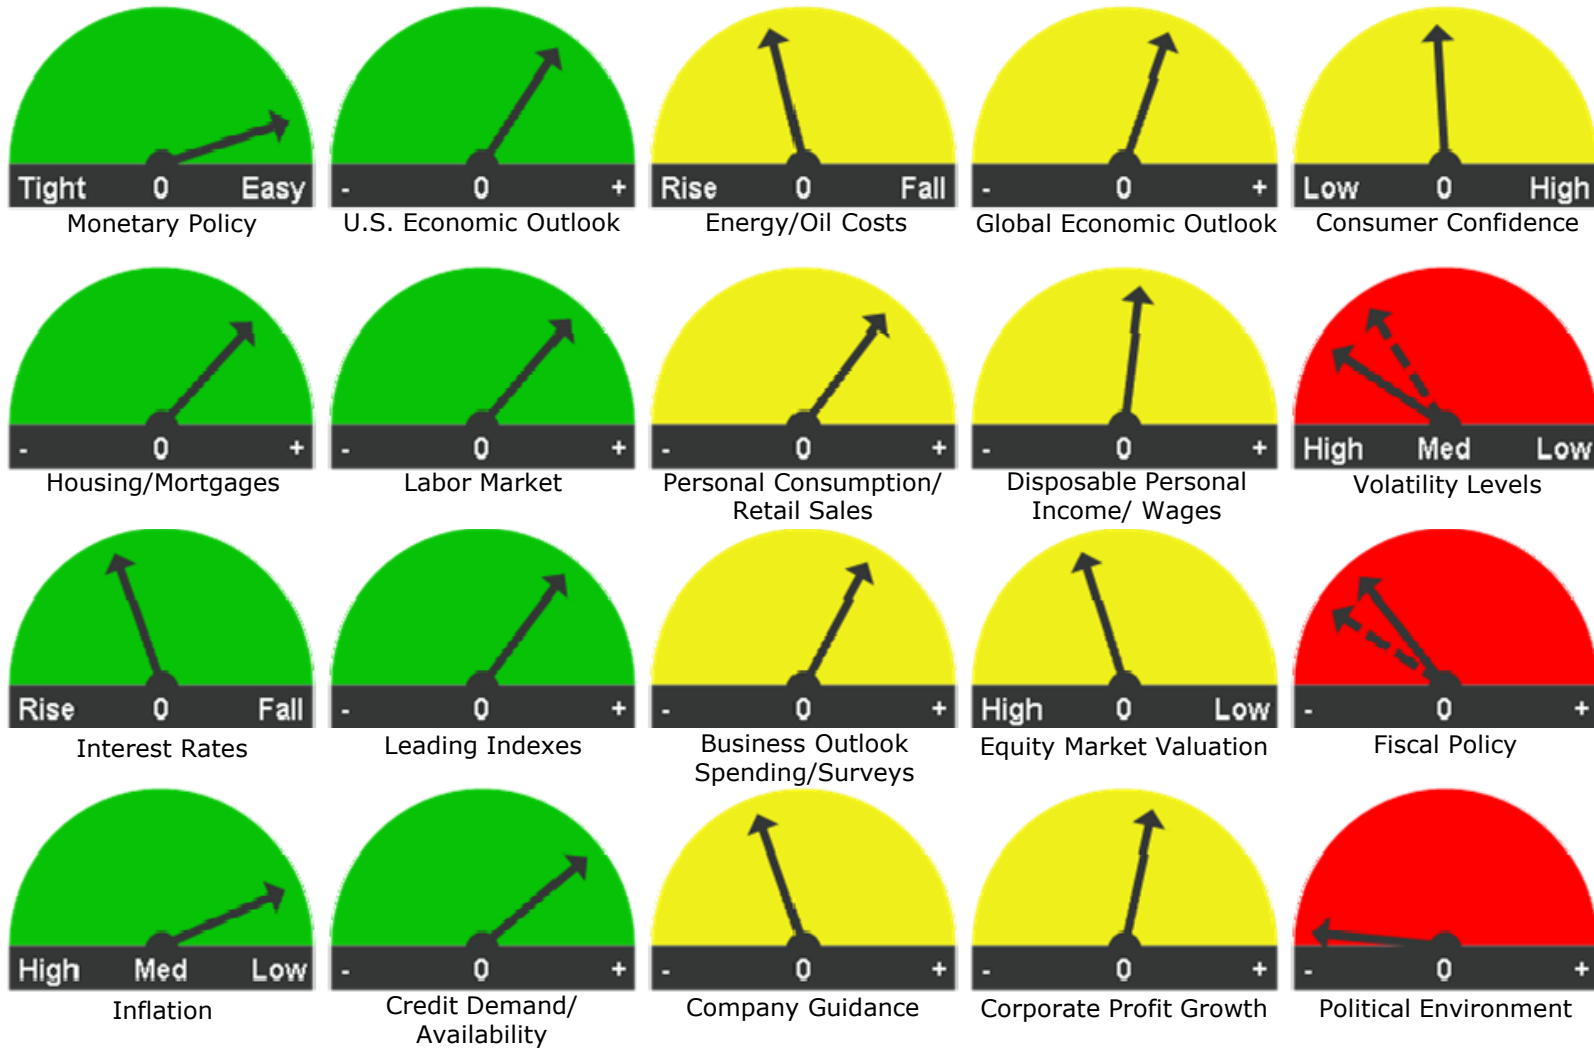 Tight 0 Easy
Monetary Policy
- 0 +
U.S. Economic Outlook
Rise 0 Fall
Energy/Oil Costs
- 0 +
Global Economic Outlook
Low 0 High
Consumer Confidence
- 0 +
Housing/Mortgages
- 0 +
Labor Market
- 0 +
Personal Consumption/
Retail Sales
- 0 +
Disposable Personal
Income/ Wages
High Med Low
Volatility Levels
Rise 0 Fall
Interest Rates
- 0 +
Leading Indexes
- 0 +
Business Outlook
Spending/Surveys
High 0 Low
Equity Market Valuation
- 0 +
Fiscal Policy
High Med Low
Inflation
- 0 +
Credit Demand/
Availability
- 0 +
Company Guidance
- 0 +
Corporate Profit Growth
- 0 +
Political Environment